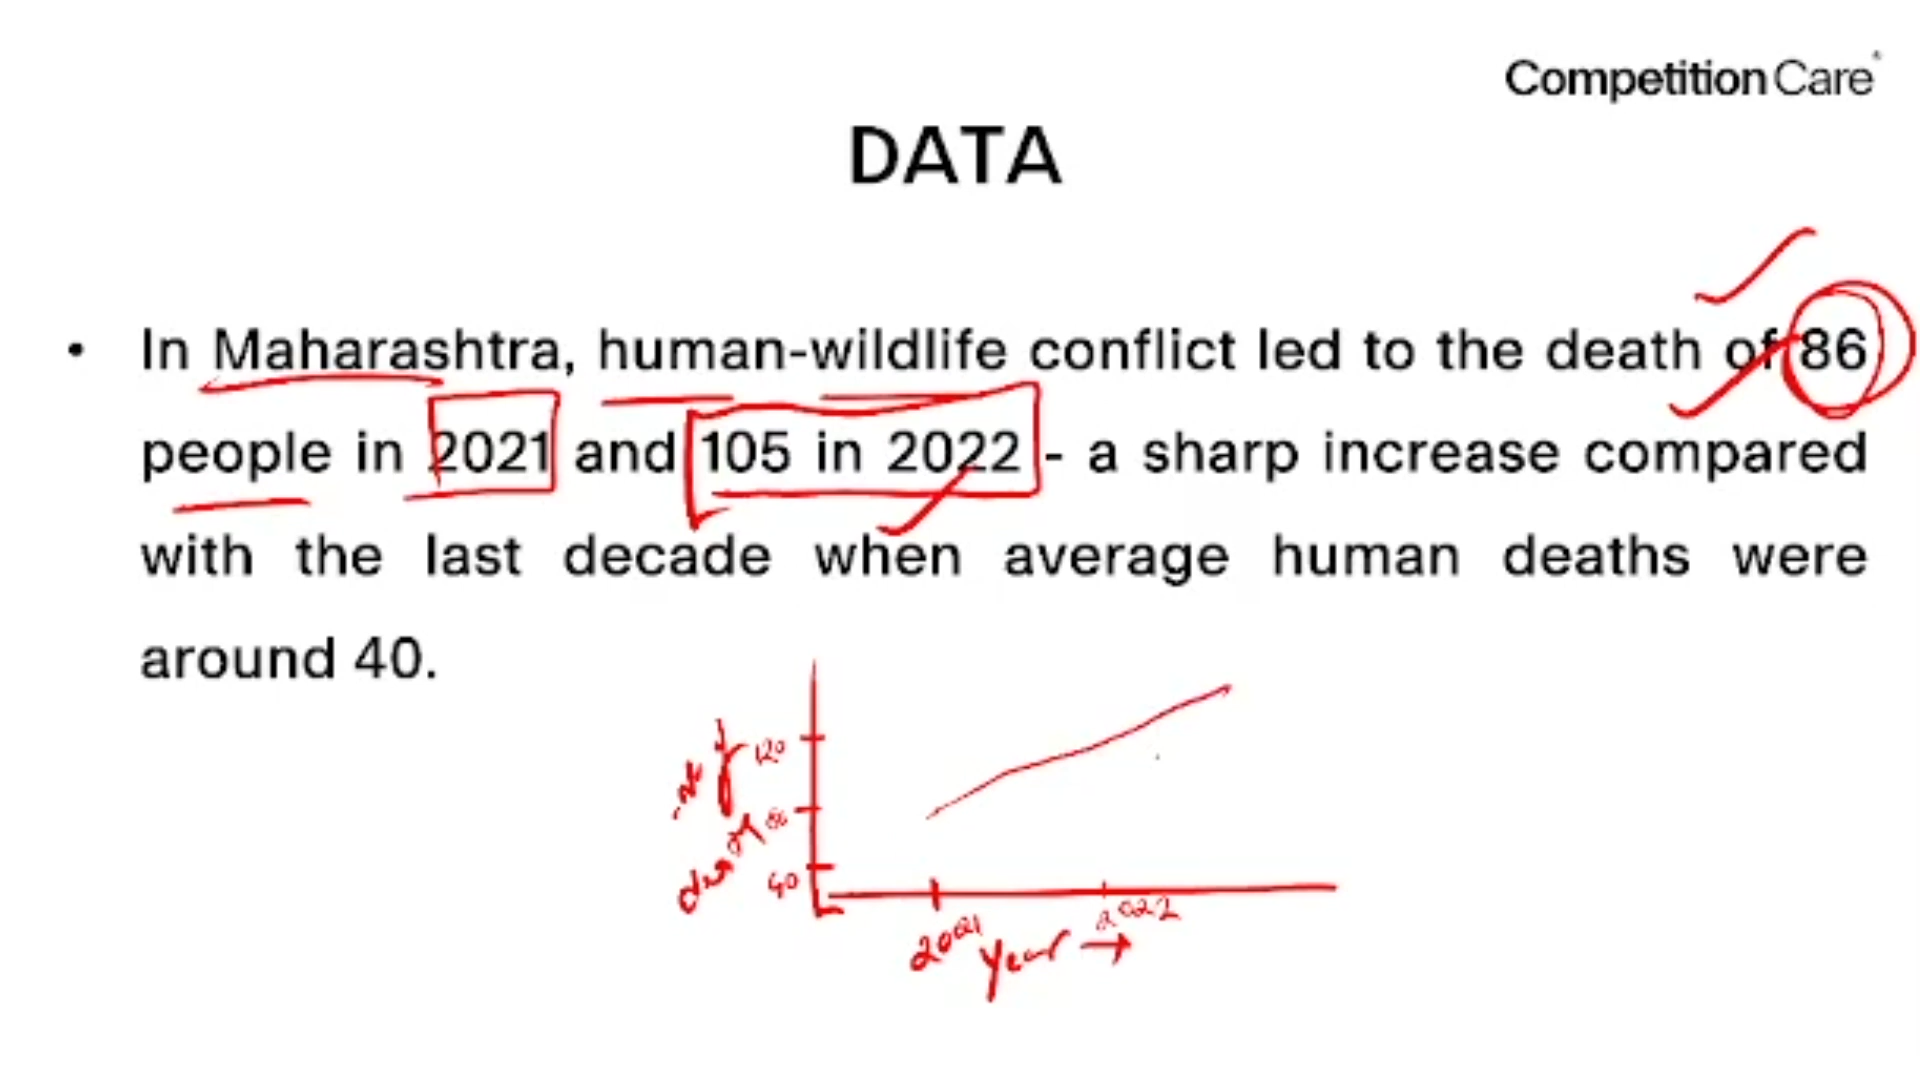 Competition Care
DATA
• In Maharashtra, human-wildlife conflict led to the death of 86
people in 2021 and 105 in 2022 - a sharp increase compared
with the last decade when average human deaths were
around 40.
120
80
40
2021
2022
Year →